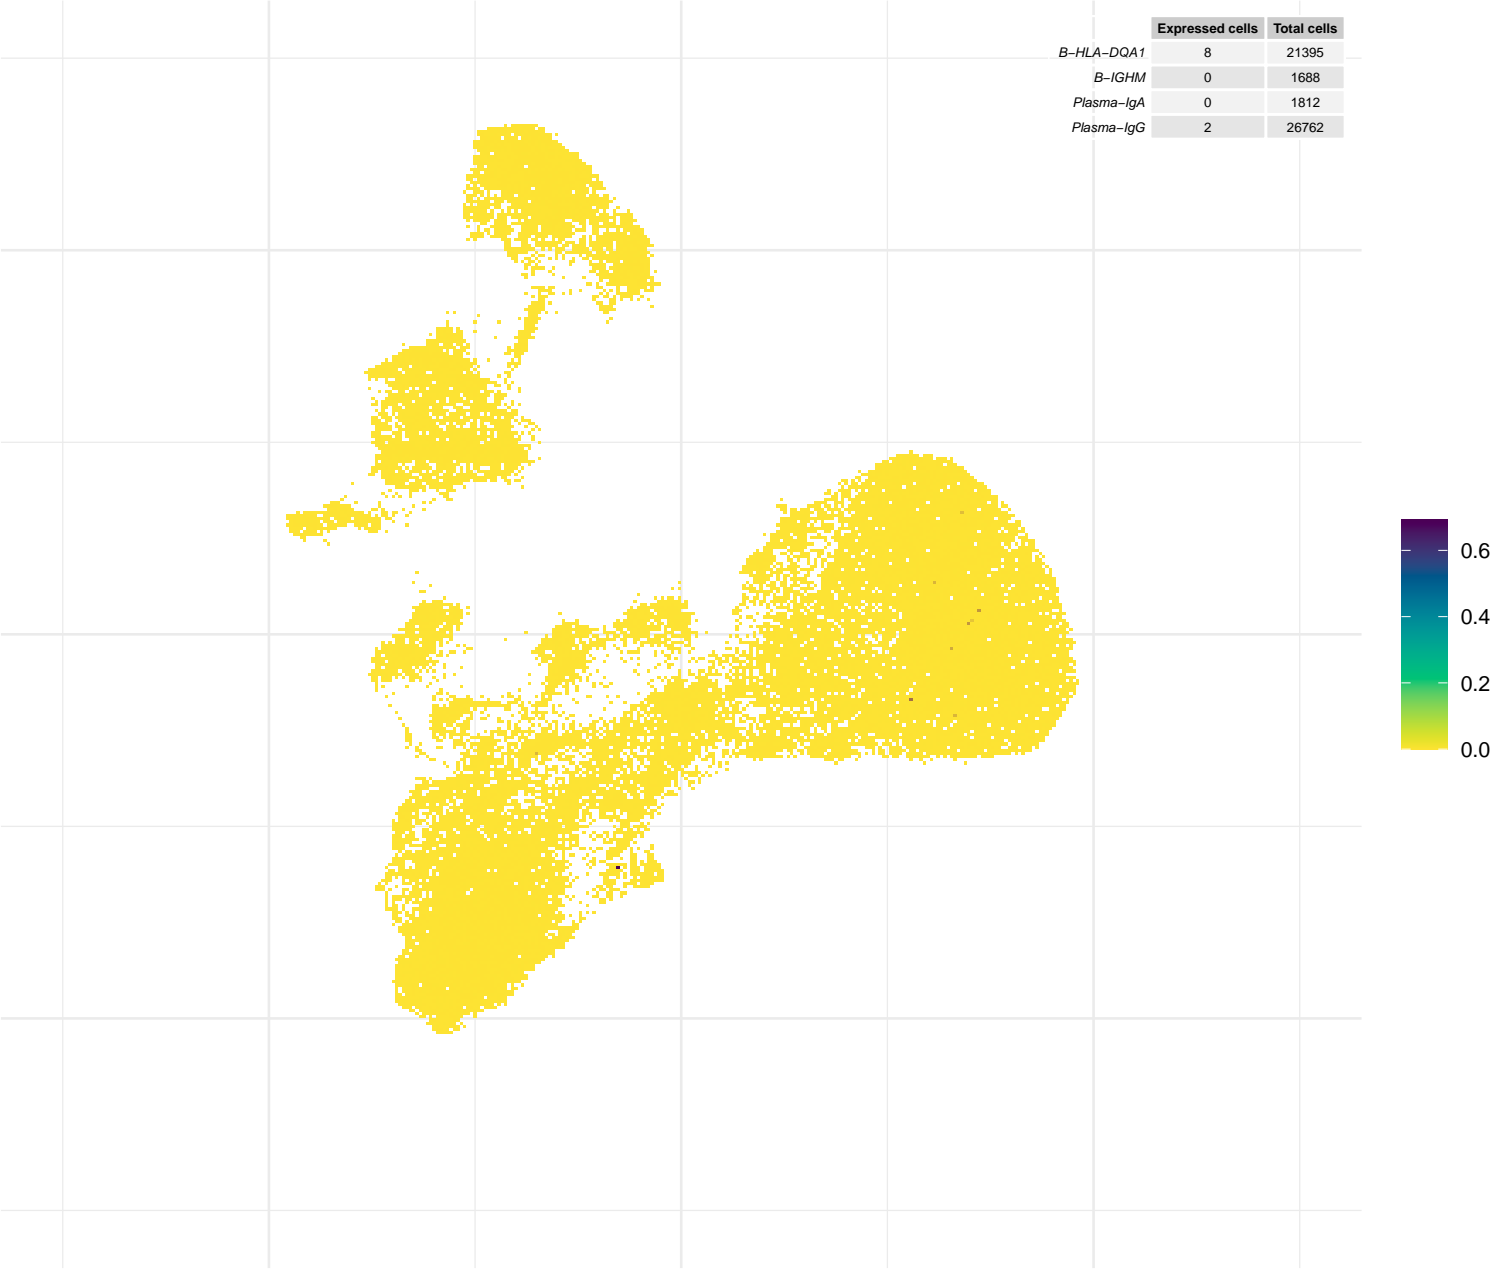 Expressed cells Total cells
B−HLA−DQA1 8 21395
B−IGHM 0 1688
Plasma−IgA 0 1812
Plasma−IgG 2 26762
0.6
0.4
0.2
0.0